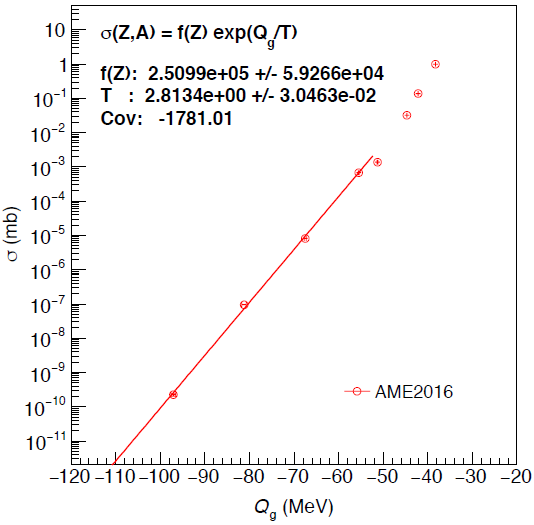 σ(Z,A) = f(Z) exp(Q_g/T)
f(Z): 2.5099e+05 +/- 5.9266e+04
T : 2.8134e+00 +/- 3.0463e-02
Cov: -1781.01
10
1
10⁻¹
10⁻²
10⁻³
10⁻⁴
10⁻⁵
10⁻⁶
10⁻⁷
10⁻⁸
10⁻⁹
10⁻¹⁰
10⁻¹¹
σ (mb)
AME2016
−120 −110 −100 −90 −80 −70 −60 −50 −40 −30 −20
Q_g (MeV)